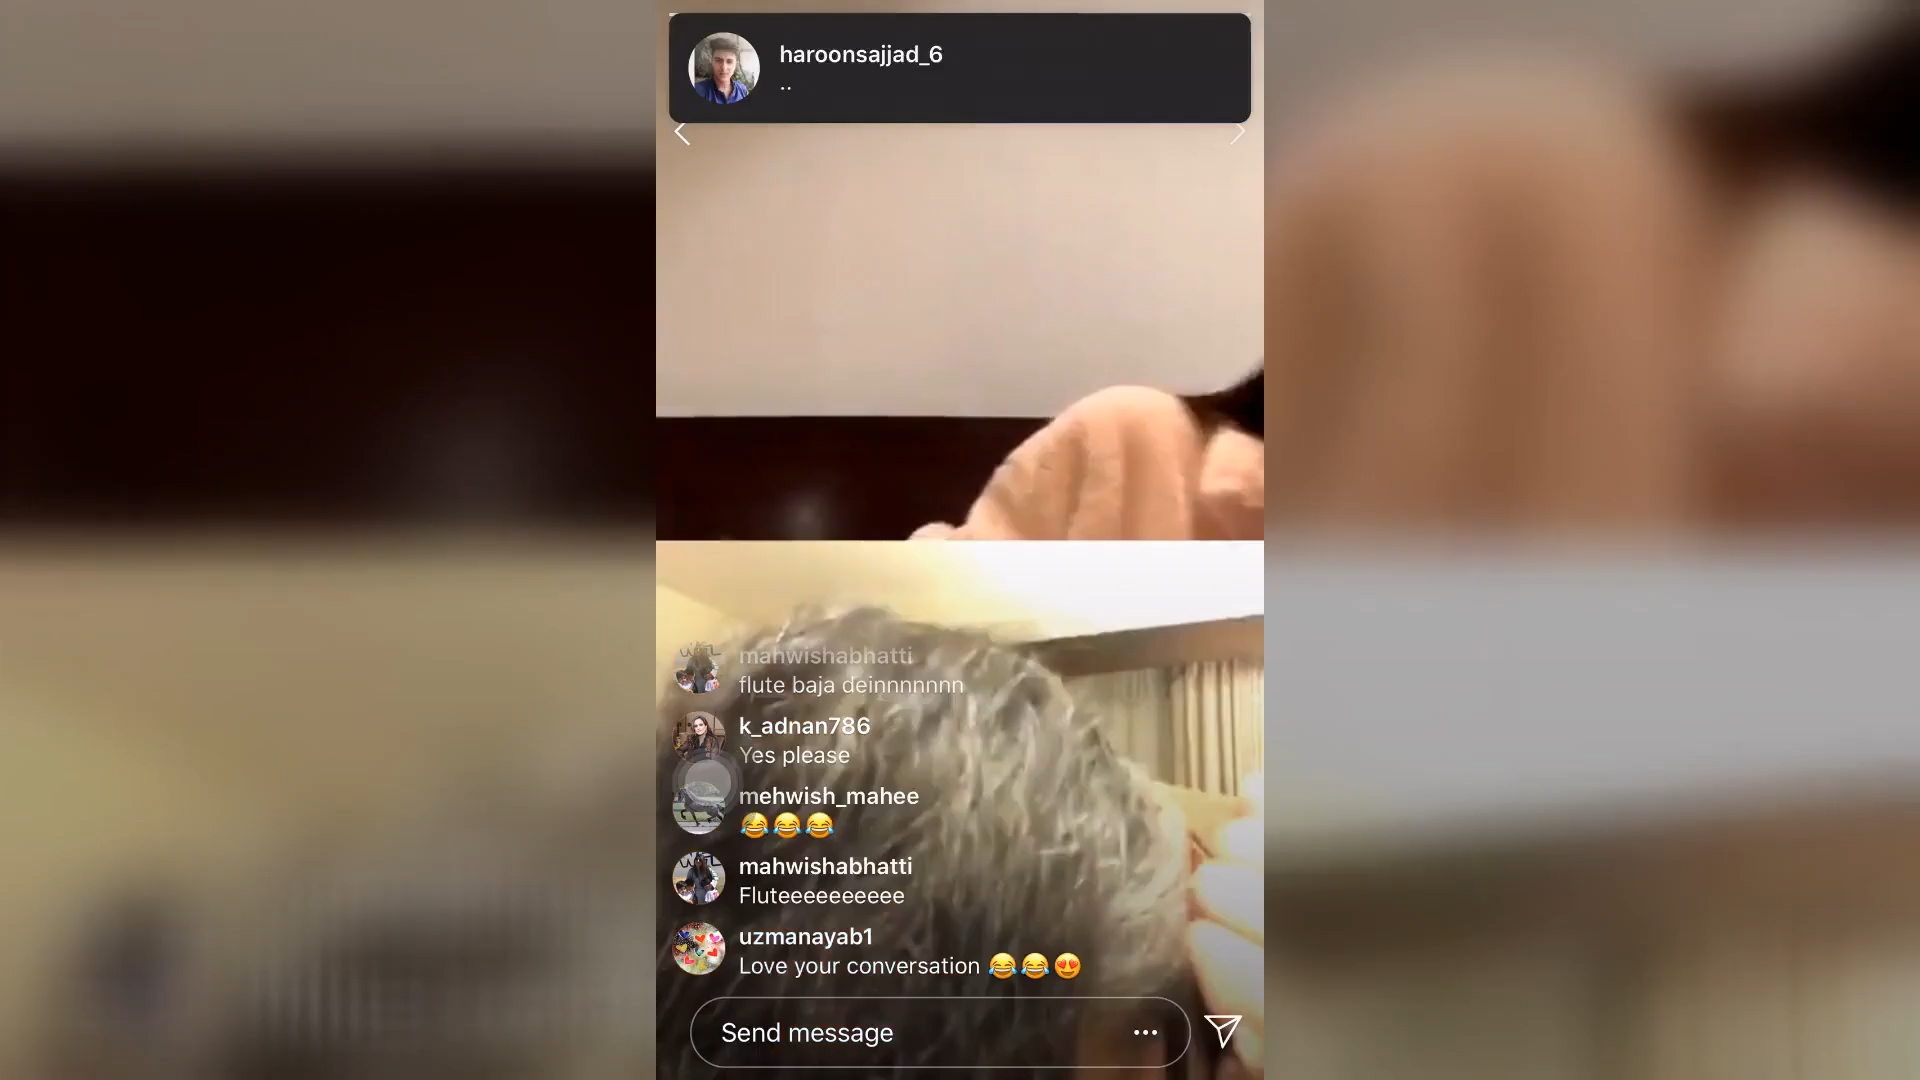 haroonsajjad_6
..
mahwishabhatti
flute baja deinnnnnnn
k_adnan786
Yes please
mehwish_mahee
😂😂😂
mahwishabhatti
Fluteeeeeeeeee
uzmanayab1
Love your conversation 😂😂😍
Send message